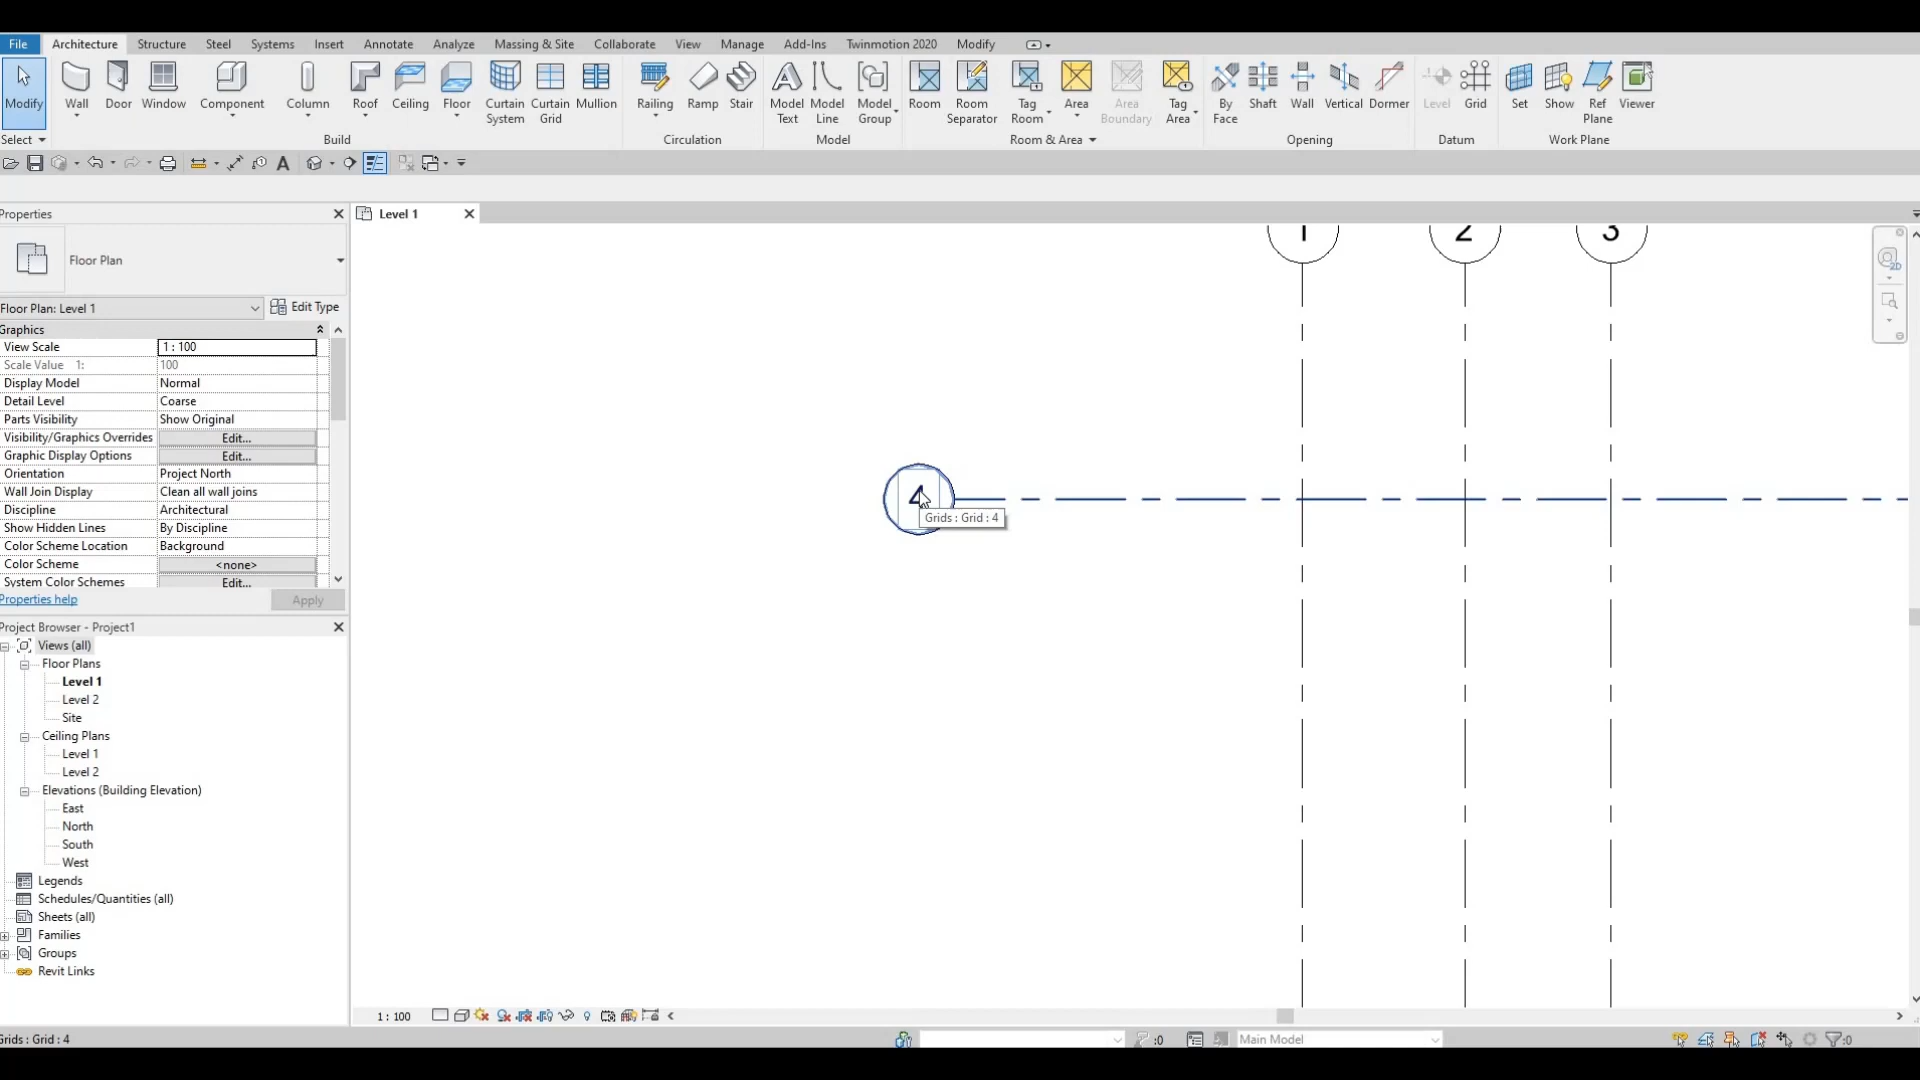 File Architecture Structure Steel Systems Insert Annotate Analyze Massing & Site Collaborate View Manage Add-Ins Twinmotion 2020 Modify
Modify Wall Door Window Component Column Roof Ceiling Floor Curtain System Curtain Grid Mullion Railing Ramp Stair Model Text Model Line Model Group Room Room Separator Tag Room Area Area Boundary Tag Area By Face Shaft Wall Vertical Dormer Level Grid Set Show Ref Plane Viewer
Select Build Circulation Model Room & Area Opening Datum Work Plane
A
Properties
Level 1
1 2 3
2D
Floor Plan
Floor Plan: Level 1 Edit Type
Graphics
View Scale 1 : 100
Scale Value 1: 100
Display Model Normal
Detail Level Coarse
Parts Visibility Show Original
Visibility/Graphics Overrides Edit...
Graphic Display Options Edit...
Orientation Project North
Wall Join Display Clean all wall joins
Discipline Architectural
Show Hidden Lines By Discipline
Color Scheme Location Background
Color Scheme <none>
System Color Schemes Edit...
Properties help Apply
4
Grids : Grid : 4
Project Browser - Project1
Views (all)
Floor Plans
Level 1
Level 2
Site
Ceiling Plans
Level 1
Level 2
Elevations (Building Elevation)
East
North
South
West
Legends
Schedules/Quantities (all)
Sheets (all)
Families
Groups
Revit Links
1 : 100
rids : Grid : 4 :0 Main Model :0